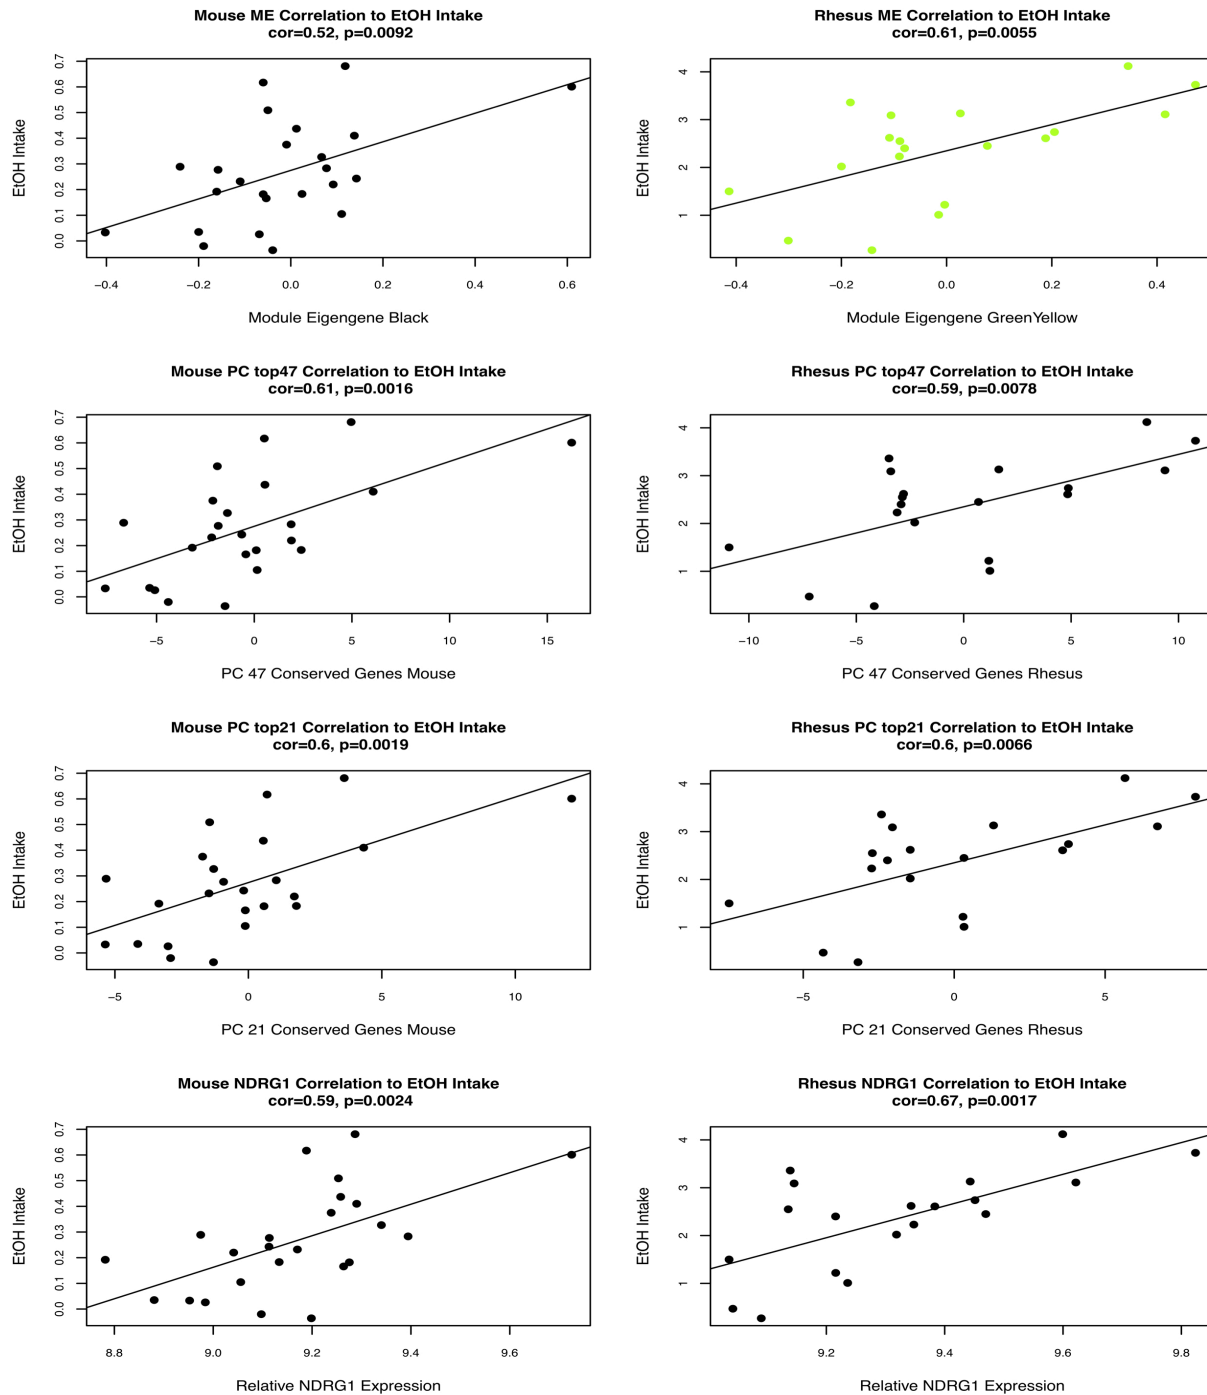 Mouse ME Correlation to EtOH Intake
cor=0.52, p=0.0092
EtOH Intake
0.0 0.1 0.2 0.3 0.4 0.5 0.6 0.7
−0.4 −0.2 0.0 0.2 0.4 0.6
Module Eigengene Black
Rhesus ME Correlation to EtOH Intake
cor=0.61, p=0.0055
EtOH Intake
1 2 3 4
−0.4 −0.2 0.0 0.2 0.4
Module Eigengene GreenYellow
Mouse PC top47 Correlation to EtOH Intake
cor=0.61, p=0.0016
EtOH Intake
0.0 0.1 0.2 0.3 0.4 0.5 0.6 0.7
−5 0 5 10 15
PC 47 Conserved Genes Mouse
Rhesus PC top47 Correlation to EtOH Intake
cor=0.59, p=0.0078
EtOH Intake
1 2 3 4
−10 −5 0 5 10
PC 47 Conserved Genes Rhesus
Mouse PC top21 Correlation to EtOH Intake
cor=0.6, p=0.0019
EtOH Intake
0.0 0.1 0.2 0.3 0.4 0.5 0.6 0.7
−5 0 5 10
PC 21 Conserved Genes Mouse
Rhesus PC top21 Correlation to EtOH Intake
cor=0.6, p=0.0066
EtOH Intake
1 2 3 4
−5 0 5
PC 21 Conserved Genes Rhesus
Mouse NDRG1 Correlation to EtOH Intake
cor=0.59, p=0.0024
EtOH Intake
0.0 0.1 0.2 0.3 0.4 0.5 0.6 0.7
8.8 9.0 9.2 9.4 9.6
Relative NDRG1 Expression
Rhesus NDRG1 Correlation to EtOH Intake
cor=0.67, p=0.0017
EtOH Intake
1 2 3 4
9.2 9.4 9.6 9.8
Relative NDRG1 Expression